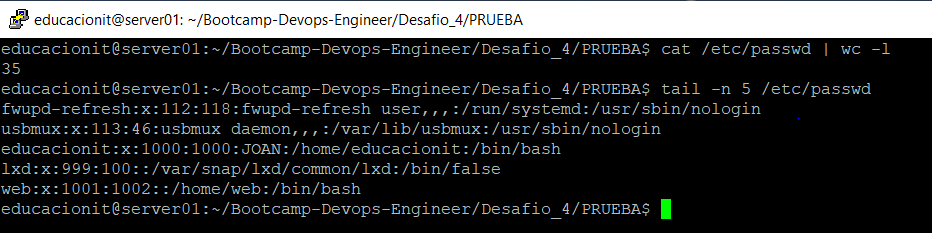 educacionit@server01: ~/Bootcamp-Devops-Engineer/Desafio_4/PRUEBA
educacionit@server01:~/Bootcamp-Devops-Engineer/Desafio_4/PRUEBA$ cat /etc/passwd | wc -l
35
educacionit@server01:~/Bootcamp-Devops-Engineer/Desafio_4/PRUEBA$ tail -n 5 /etc/passwd
fwupd-refresh:x:112:118:fwupd-refresh user,,,:/run/systemd:/usr/sbin/nologin
usbmux:x:113:46:usbmux daemon,,,:/var/lib/usbmux:/usr/sbin/nologin
educacionit:x:1000:1000:JOAN:/home/educacionit:/bin/bash
lxd:x:999:100::/var/snap/lxd/common/lxd:/bin/false
web:x:1001:1002::/home/web:/bin/bash
educacionit@server01:~/Bootcamp-Devops-Engineer/Desafio_4/PRUEBA$